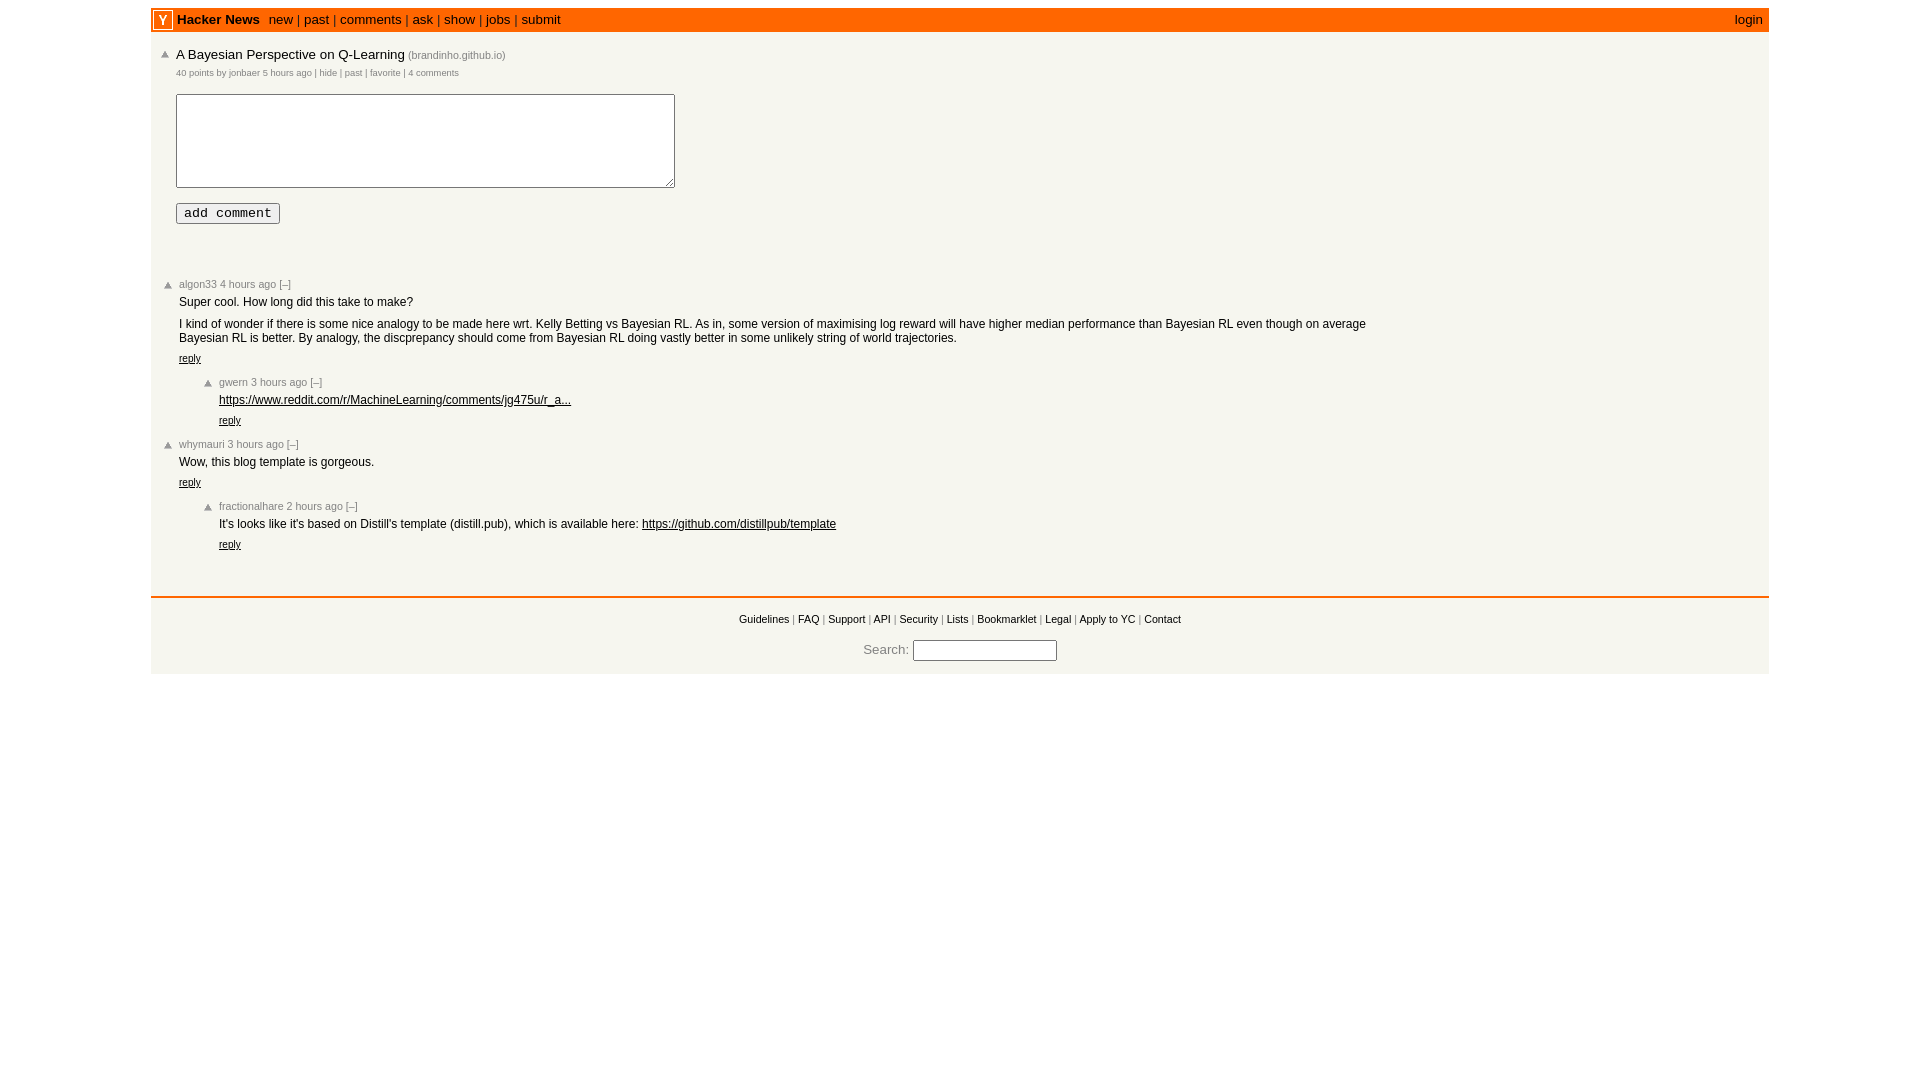 Y Hacker News new | past | comments | ask | show | jobs | submit login
A Bayesian Perspective on Q-Learning (brandinho.github.io)
40 points by jonbaer 5 hours ago | hide | past | favorite | 4 comments
add comment
algon33 4 hours ago [–]
Super cool. How long did this take to make?
I kind of wonder if there is some nice analogy to be made here wrt. Kelly Betting vs Bayesian RL. As in, some version of maximising log reward will have higher median performance than Bayesian RL even though on average
Bayesian RL is better. By analogy, the discprepancy should come from Bayesian RL doing vastly better in some unlikely string of world trajectories.
reply
gwern 3 hours ago [–]
https://www.reddit.com/r/MachineLearning/comments/jg475u/r_a...
reply
whymauri 3 hours ago [–]
Wow, this blog template is gorgeous.
reply
fractionalhare 2 hours ago [–]
It's looks like it's based on Distill's template (distill.pub), which is available here: https://github.com/distillpub/template
reply
Guidelines | FAQ | Support | API | Security | Lists | Bookmarklet | Legal | Apply to YC | Contact
Search: